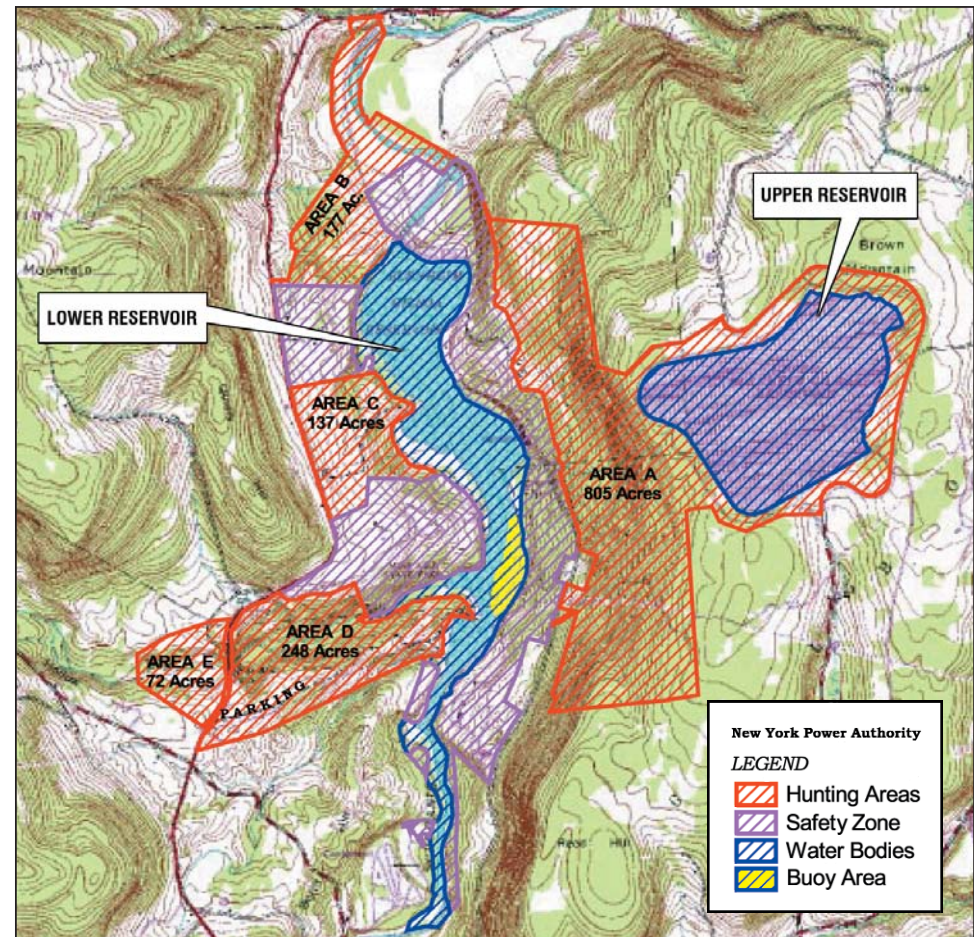 UPPER RESERVOIR
Brown
Mountain
Mountain
LOWER RESERVOIR
AREA B
177 Ac.
AREA C
137 Acres
AREA A
805 Acres
AREA D
248 Acres
AREA E
72 Acres
PARKING
New York Power Authority
LEGEND
Hunting Areas
Safety Zone
Water Bodies
Buoy Area